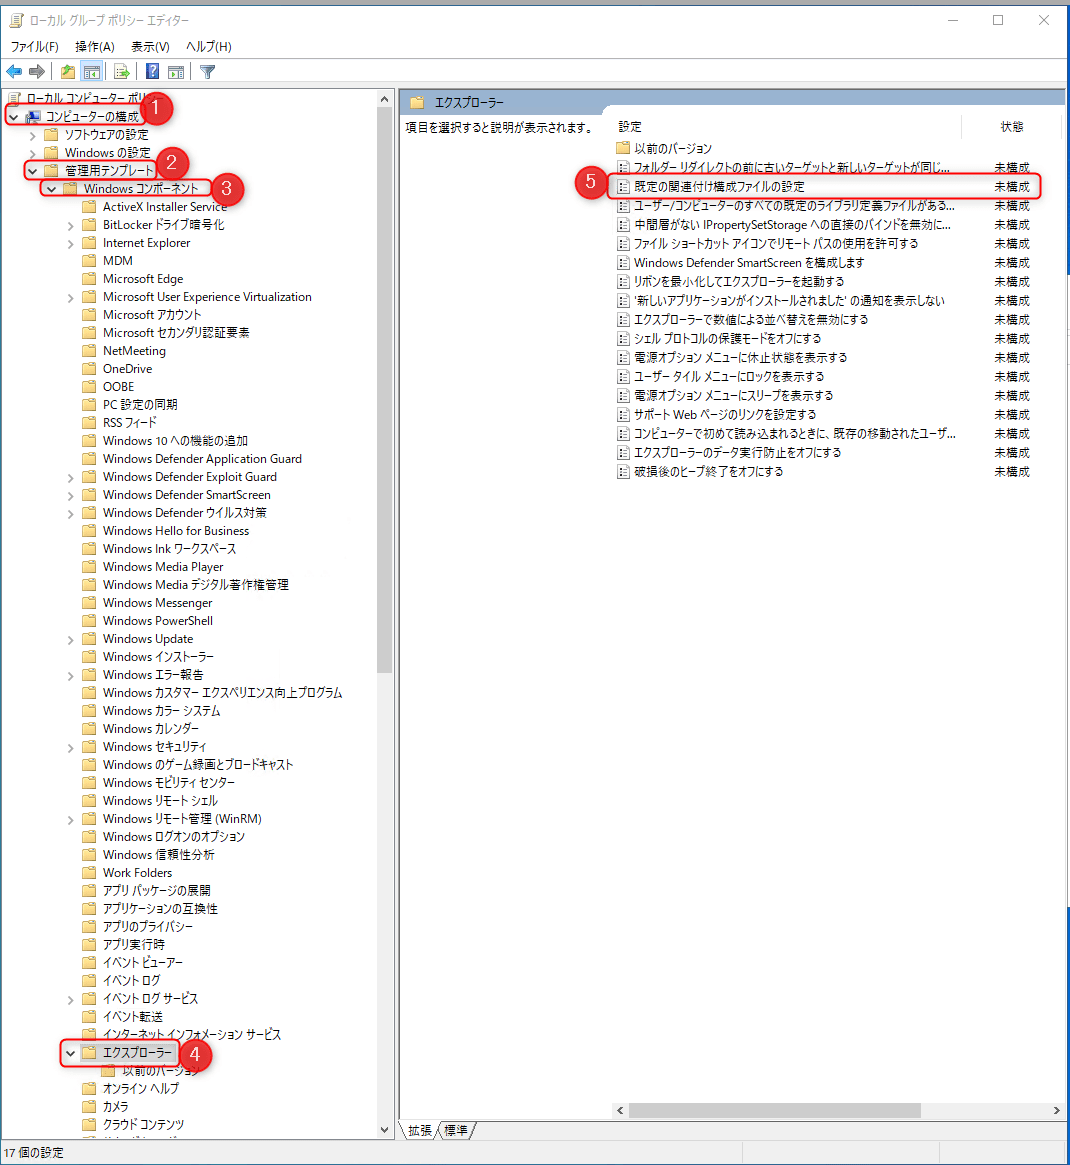 ローカル グループ ポリシー エディター
ファイル(F) 操作(A) 表示(V) ヘルプ(H)
ローカル コンピューター ポリシー
コンピューターの構成
1
ソフトウェアの設定
Windows の設定
管理用テンプレート
2
Windows コンポーネント
3
ActiveX Installer Service
BitLocker ドライブ暗号化
Internet Explorer
MDM
Microsoft Edge
Microsoft User Experience Virtualization
Microsoft アカウント
Microsoft セカンダリ認証要素
NetMeeting
OneDrive
OOBE
PC 設定の同期
RSS フィード
Windows 10 への機能の追加
Windows Defender Application Guard
Windows Defender Exploit Guard
Windows Defender SmartScreen
Windows Defender ウイルス対策
Windows Hello for Business
Windows Ink ワークスペース
Windows Media Player
Windows Media デジタル著作権管理
Windows Messenger
Windows PowerShell
Windows Update
Windows インストーラー
Windows エラー報告
Windows カスタマー エクスペリエンス向上プログラム
Windows カラー システム
Windows カレンダー
Windows セキュリティ
Windows のゲーム録画とブロードキャスト
Windows モビリティ センター
Windows リモート シェル
Windows リモート管理 (WinRM)
Windows ログオンのオプション
Windows 信頼性分析
Work Folders
アプリ パッケージの展開
アプリケーションの互換性
アプリのプライバシー
アプリ実行時
イベント ビューアー
イベント ログ
イベント ログ サービス
イベント転送
インターネット インフォメーション サービス
エクスプローラー
4
以前のバージョン
オンライン ヘルプ
カメラ
クラウド コンテンツ
エクスプローラー
項目を選択すると説明が表示されます。
設定 状態
以前のバージョン
フォルダー リダイレクトの前に古いターゲットと新しいターゲットが同じ... 未構成
5
既定の関連付け構成ファイルの設定 未構成
ユーザー/コンピューターのすべての既定のライブラリ定義ファイルがある... 未構成
中間層がない IPropertySetStorage への直接のバインドを無効に... 未構成
ファイル ショートカット アイコンでリモート パスの使用を許可する 未構成
Windows Defender SmartScreen を構成します 未構成
リボンを最小化してエクスプローラーを起動する 未構成
'新しいアプリケーションがインストールされました' の通知を表示しない 未構成
エクスプローラーで数値による並べ替えを無効にする 未構成
シェル プロトコルの保護モードをオフにする 未構成
電源オプション メニューに休止状態を表示する 未構成
ユーザー タイル メニューにロックを表示する 未構成
電源オプション メニューにスリープを表示する 未構成
サポート Web ページのリンクを設定する 未構成
コンピューターで初めて読み込まれるときに、既存の移動されたユーザ... 未構成
エクスプローラーのデータ実行防止をオフにする 未構成
破損後のヒープ終了をオフにする 未構成
拡張 標準
17 個の設定